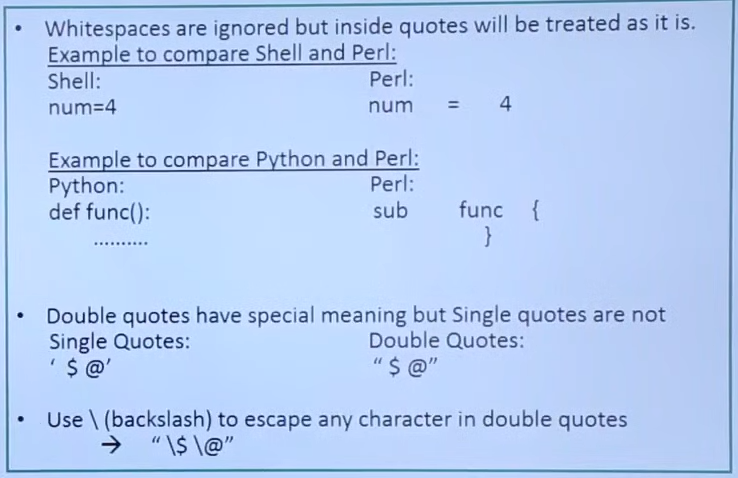 • Whitespaces are ignored but inside quotes will be treated as it is.
Example to compare Shell and Perl:
Shell: Perl:
num=4 num = 4
Example to compare Python and Perl:
Python: Perl:
def func(): sub func {
.......... }
• Double quotes have special meaning but Single quotes are not
Single Quotes: Double Quotes:
‘ $ @’ “ $ @”
• Use \ (backslash) to escape any character in double quotes
→ “ \$ \@”